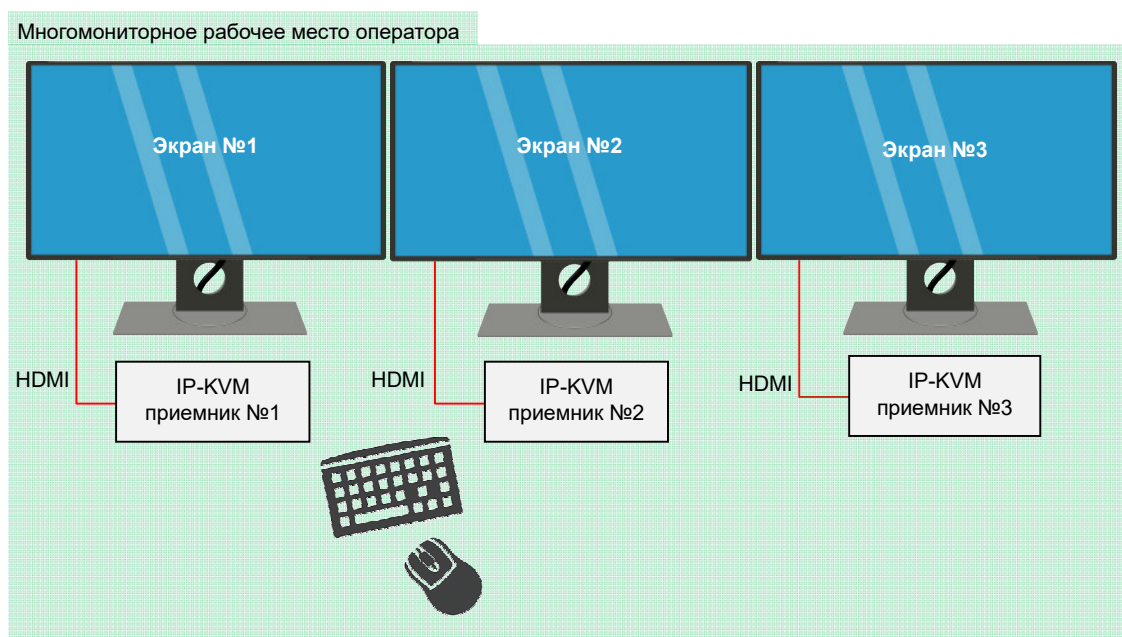 Многомониторное рабочее место оператора
Экран №1
Экран №2
Экран №3
HDMI
IP-KVM
приемник №1
HDMI
IP-KVM
приемник №2
HDMI
IP-KVM
приемник №3